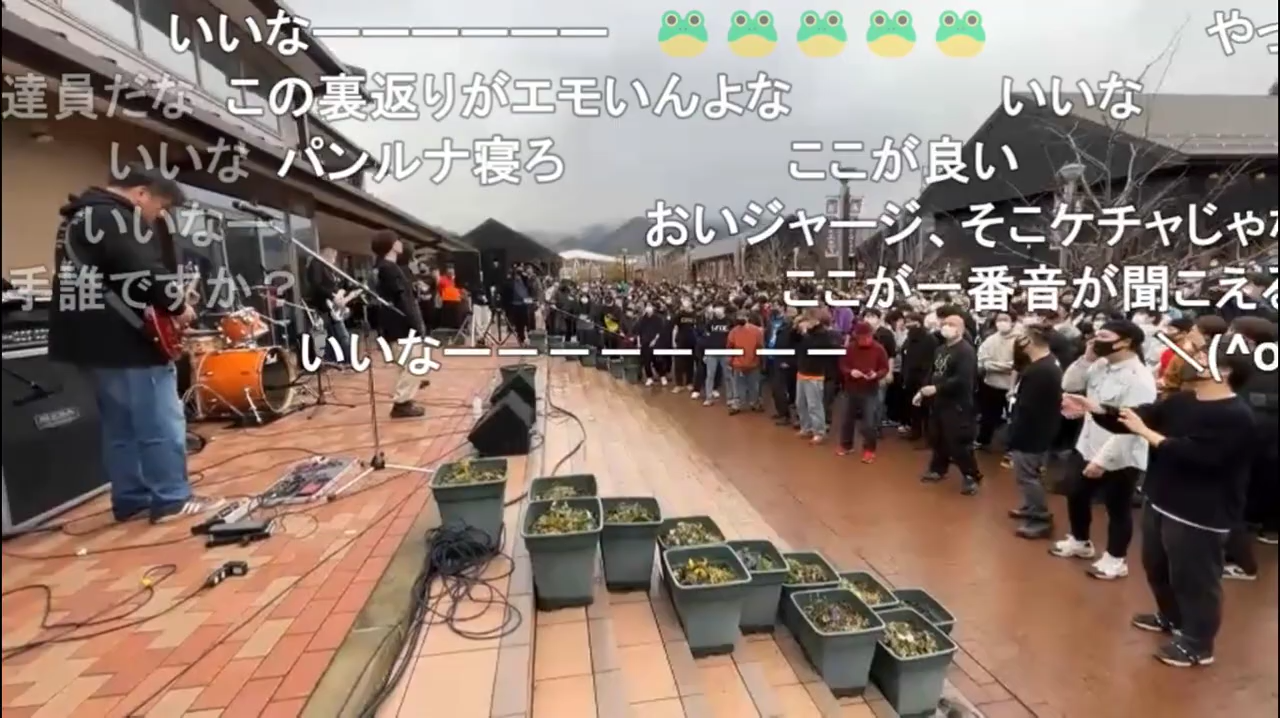 いいなーーーーーーー 🐸🐸🐸🐸🐸
やっ
達員だな
この裏返りがエモいんよな
いいな
いいな
パンルナ寝ろ
ここが良い
いいなー
おいジャージ、そこケチャじゃな
手誰ですか？
ここが一番音が聞こえる
いいなーーーーーーーー
＼(^o
MESA